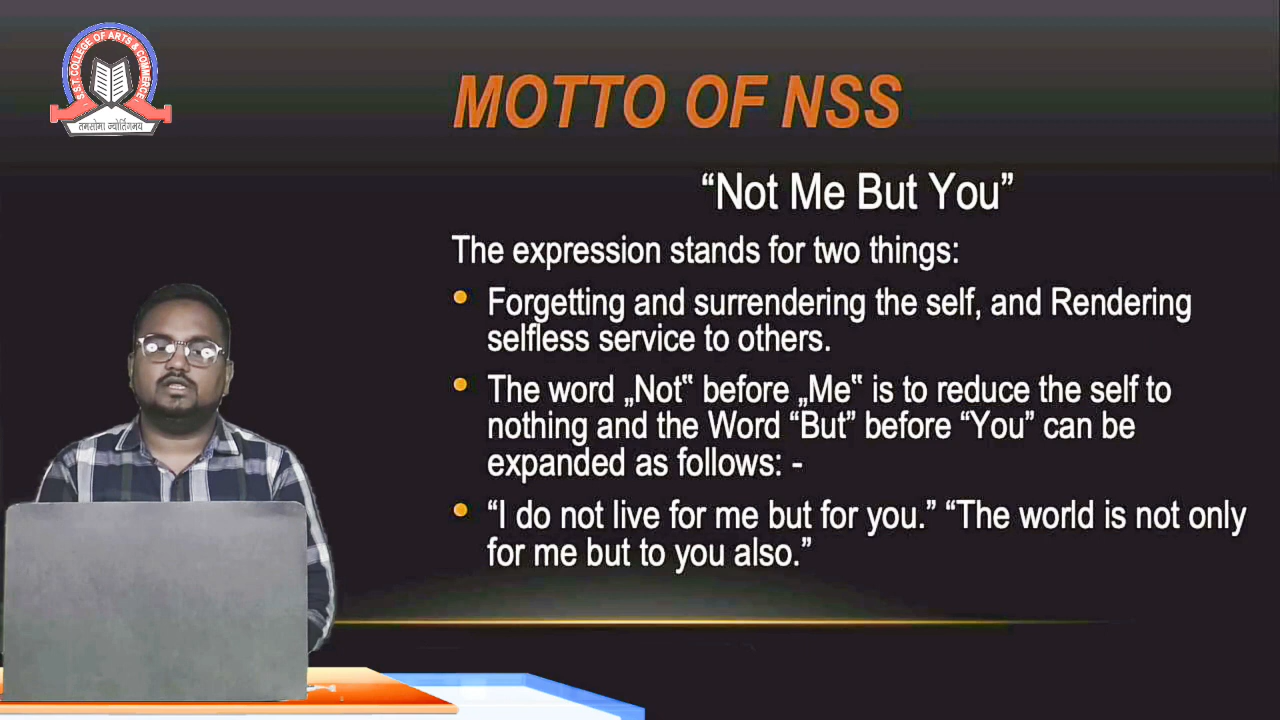 S.S.T. COLLEGE OF ARTS & COMMERCE
तमसोमा ज्योर्तिगमय
MOTTO OF NSS
“Not Me But You”
The expression stands for two things:
• Forgetting and surrendering the self, and Rendering
selfless service to others.
• The word „Not‟ before „Me‟ is to reduce the self to
nothing and the Word “But” before “You” can be
expanded as follows: -
• “I do not live for me but for you.” “The world is not only
for me but to you also.”